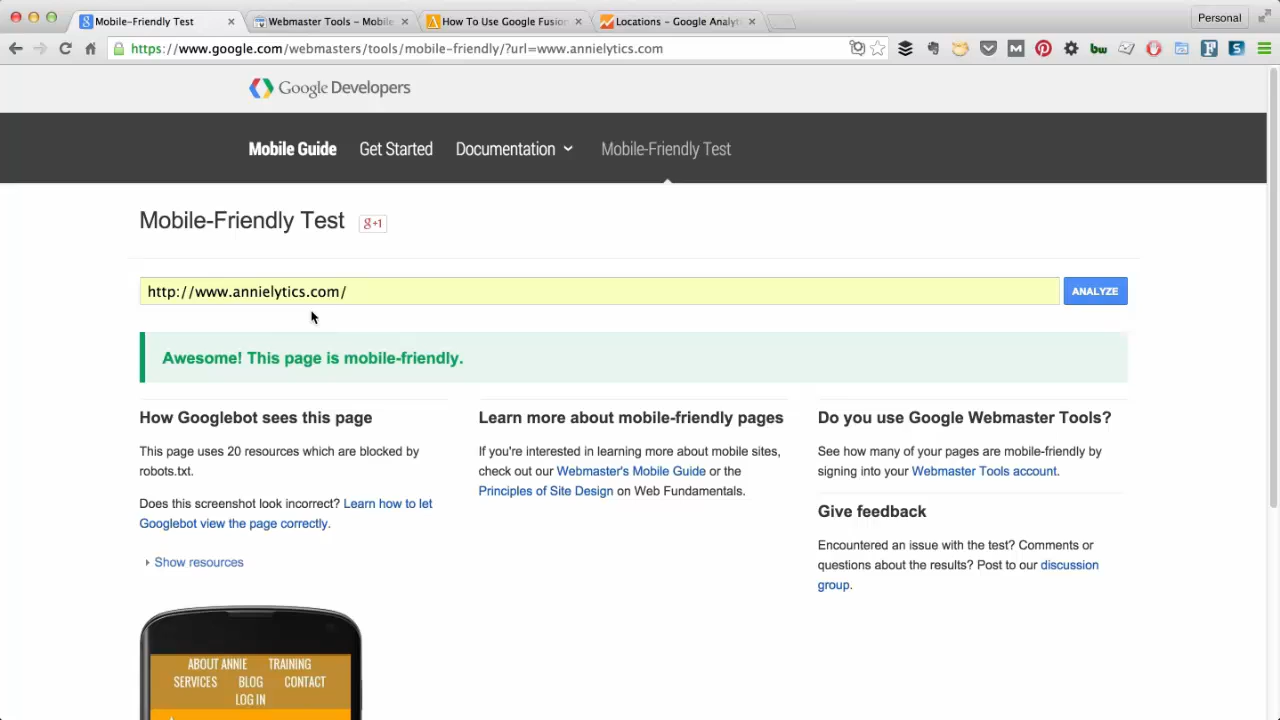 Mobile-Friendly Test
Webmaster Tools - Mobile
How To Use Google Fusion
Locations - Google Analyt
Personal
https://www.google.com/webmasters/tools/mobile-friendly/?url=www.annielytics.com
Google Developers
Mobile Guide
Get Started
Documentation
Mobile-Friendly Test
Mobile-Friendly Test
g+1
http://www.annielytics.com/
ANALYZE
Awesome! This page is mobile-friendly.
How Googlebot sees this page
This page uses 20 resources which are blocked by
robots.txt.
Does this screenshot look incorrect? Learn how to let
Googlebot view the page correctly.
Show resources
ABOUT ANNIE TRAINING
SERVICES BLOG CONTACT
LOG IN
Learn more about mobile-friendly pages
If you're interested in learning more about mobile sites,
check out our Webmaster's Mobile Guide or the
Principles of Site Design on Web Fundamentals.
Do you use Google Webmaster Tools?
See how many of your pages are mobile-friendly by
signing into your Webmaster Tools account.
Give feedback
Encountered an issue with the test? Comments or
questions about the results? Post to our discussion
group.